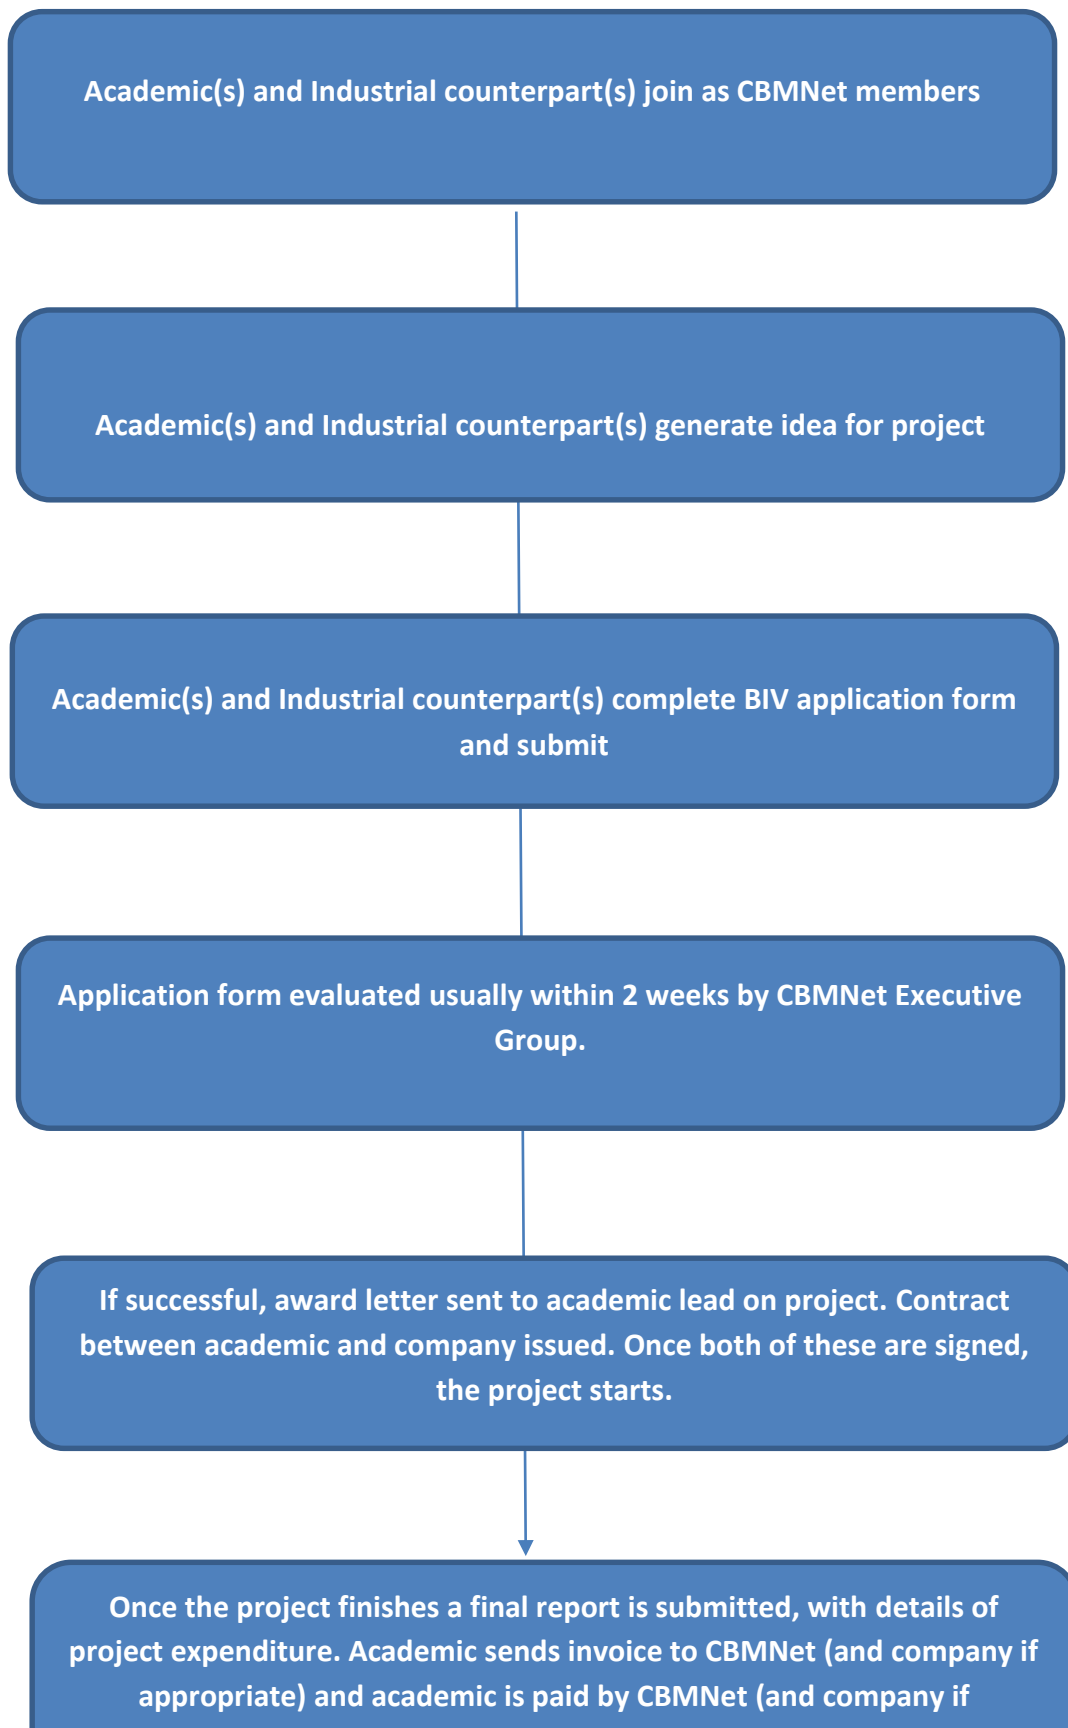 Academic(s) and Industrial counterpart(s) join as CBMNet members
Academic(s) and Industrial counterpart(s) generate idea for project
Academic(s) and Industrial counterpart(s) complete BIV application form
and submit
Application form evaluated usually within 2 weeks by CBMNet Executive
Group.
If successful, award letter sent to academic lead on project. Contract
between academic and company issued. Once both of these are signed,
the project starts.
Once the project finishes a final report is submitted, with details of
project expenditure. Academic sends invoice to CBMNet (and company if
appropriate) and academic is paid by CBMNet (and company if